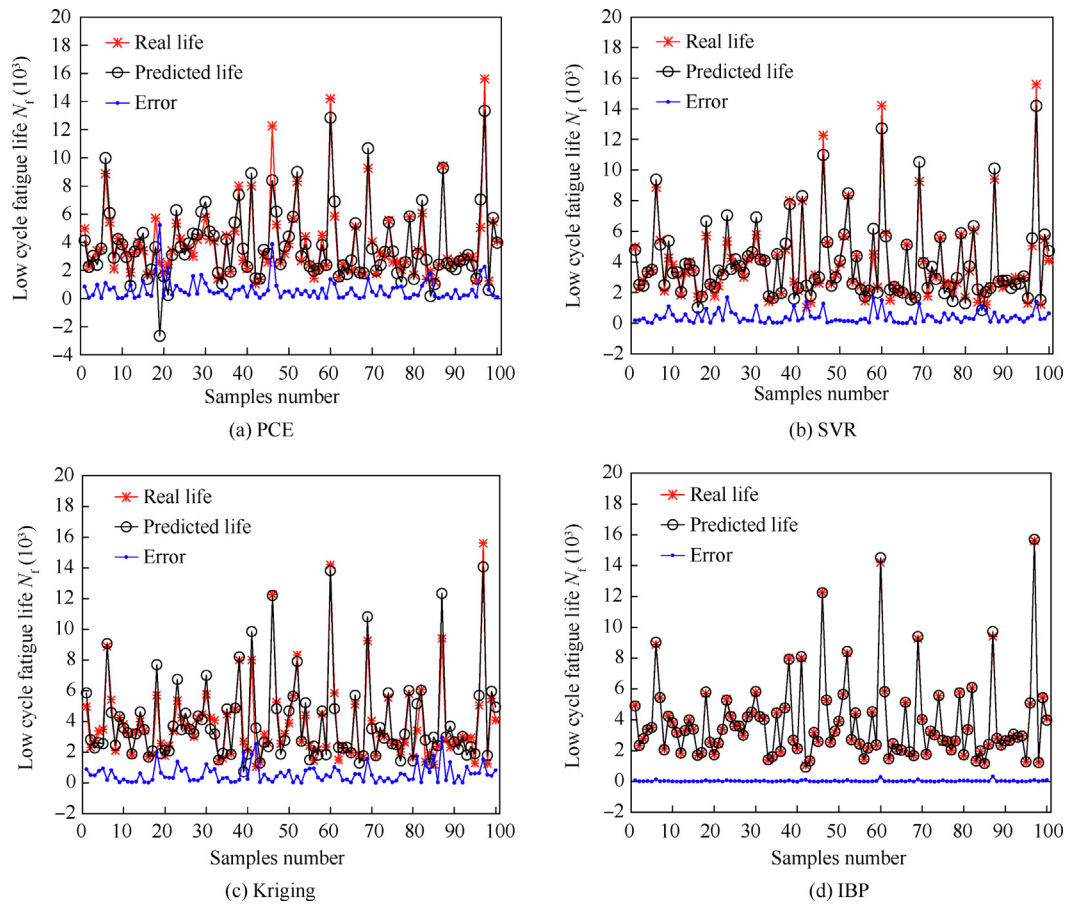 20
18
16
14
12
10
8
6
4
2
0
−2
−4
Low cycle fatigue life Nf (10³)
Real life
Predicted life
Error
0 10 20 30 40 50 60 70 80 90 100
Samples number
(a) PCE
20
18
16
14
12
10
8
6
4
2
0
−2
Low cycle fatigue life Nf (10³)
Real life
Predicted life
Error
0 10 20 30 40 50 60 70 80 90 100
Samples number
(b) SVR
20
18
16
14
12
10
8
6
4
2
0
−2
Low cycle fatigue life Nf (10³)
Real life
Predicted life
Error
0 10 20 30 40 50 60 70 80 90 100
Samples number
(c) Kriging
20
18
16
14
12
10
8
6
4
2
0
−2
Low cycle fatigue life Nf (10³)
Real life
Predicted life
Error
0 10 20 30 40 50 60 70 80 90 100
Samples number
(d) IBP